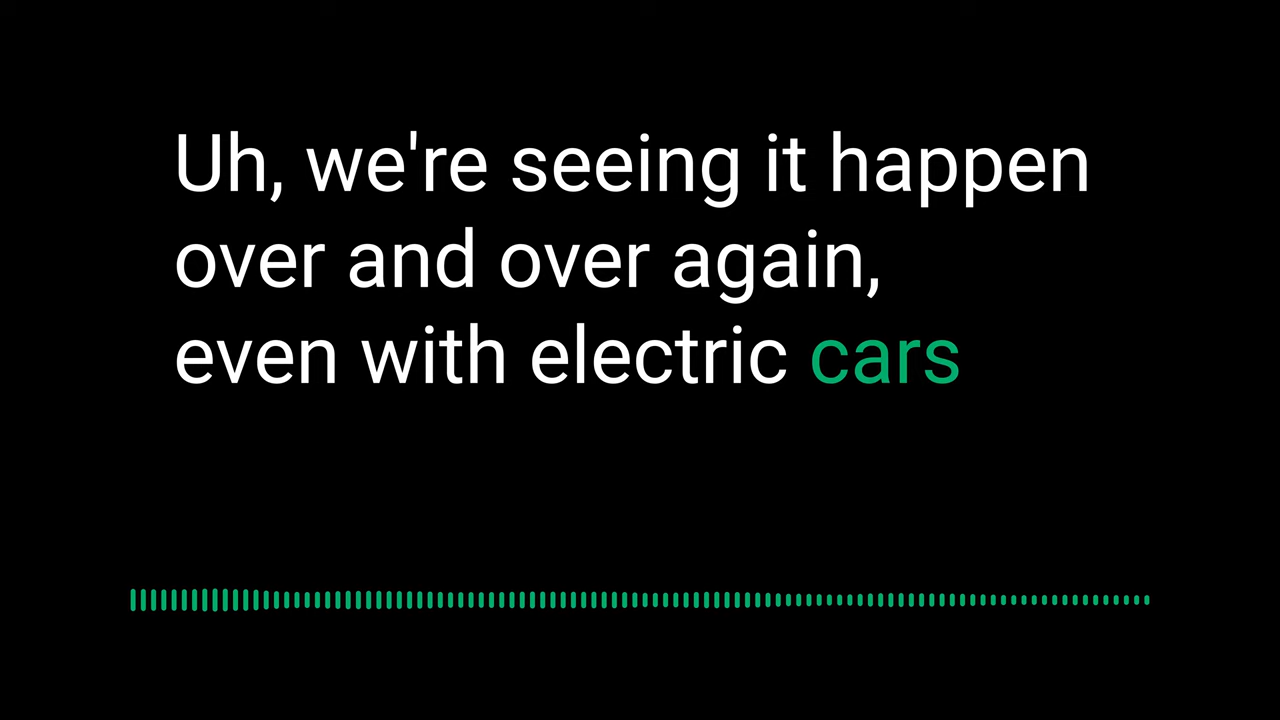 Uh, we're seeing it happen
over and over again,
even with electric cars